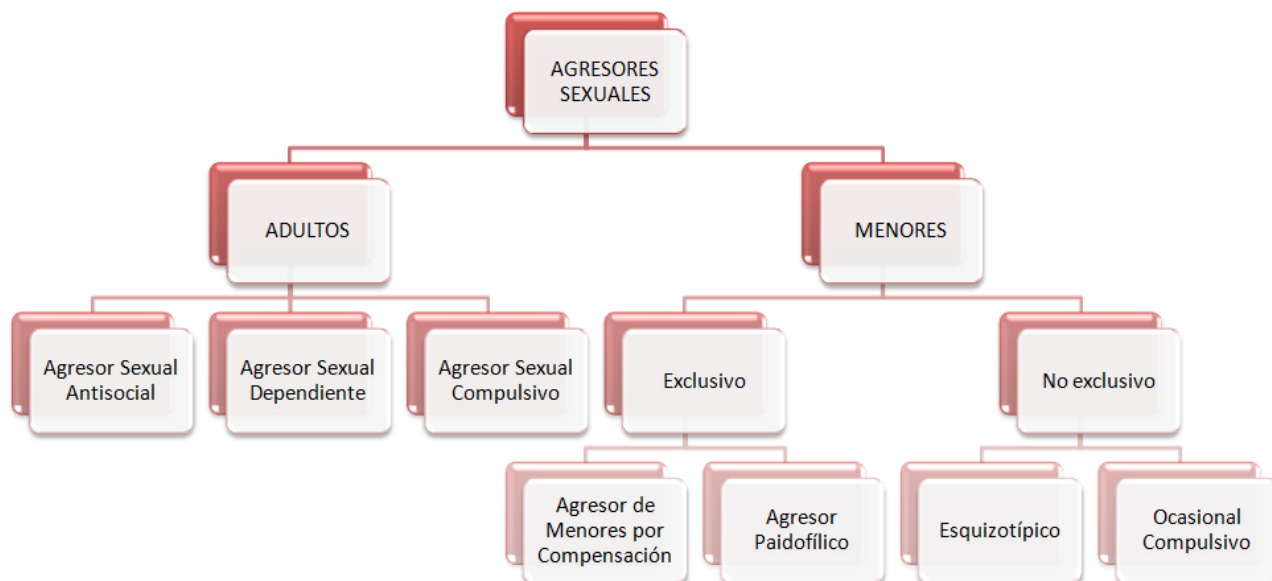 AGRESORES
SEXUALES
ADULTOS
MENORES
Agresor Sexual
Antisocial
Agresor Sexual
Dependiente
Agresor Sexual
Compulsivo
Exclusivo
No exclusivo
Agresor de
Menores por
Compensación
Agresor
Paidofílico
Esquizotípico
Ocasional
Compulsivo